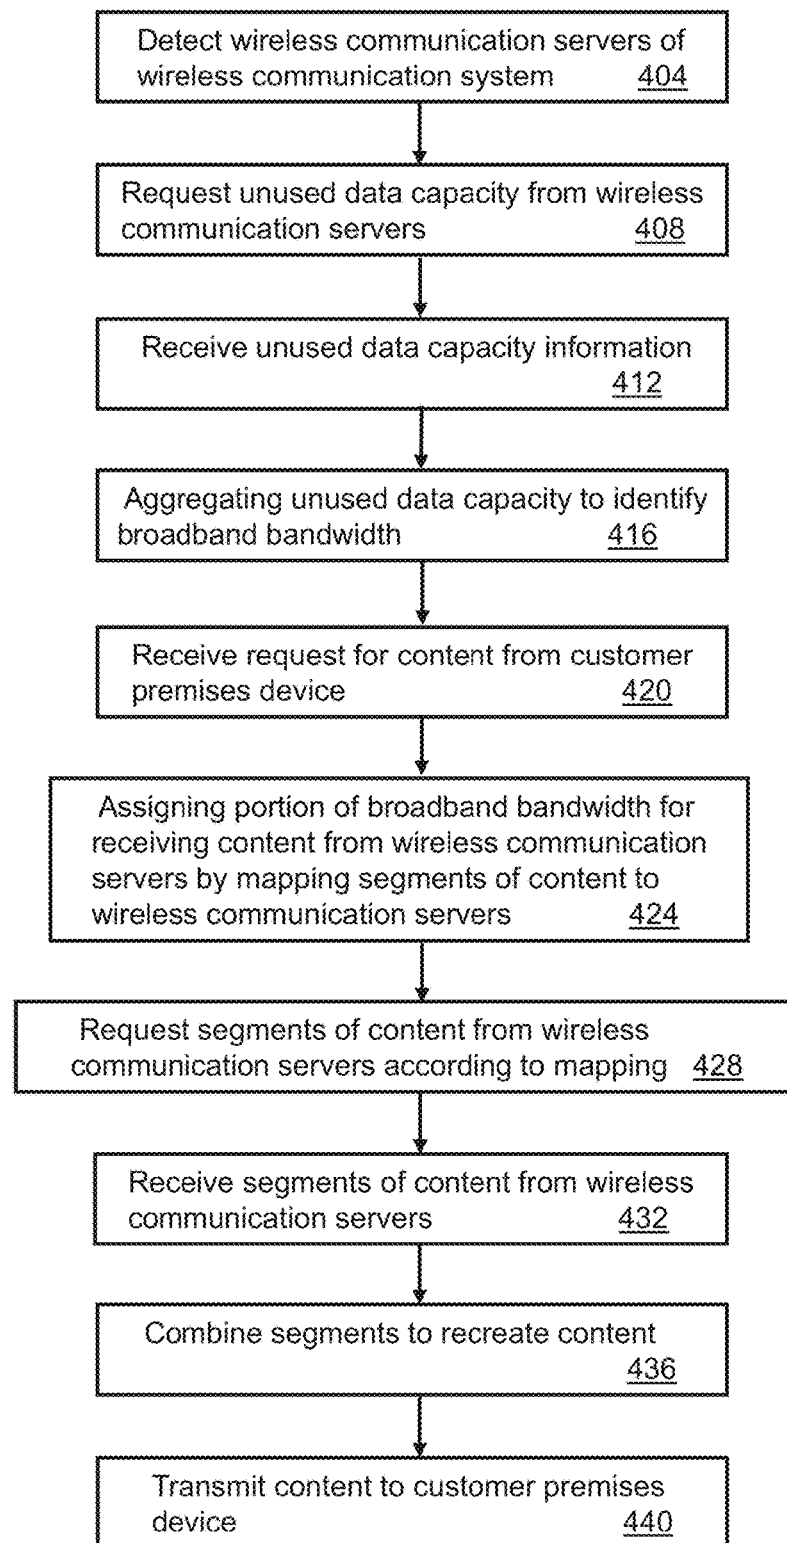 Detect wireless communication servers of
wireless communication system 404
Request unused data capacity from wireless
communication servers 408
Receive unused data capacity information
412
Aggregating unused data capacity to identify
broadband bandwidth 416
Receive request for content from customer
premises device 420
Assigning portion of broadband bandwidth for
receiving content from wireless communication
servers by mapping segments of content to
wireless communication servers 424
Request segments of content from wireless
communication servers according to mapping 428
Receive segments of content from wireless
communication servers 432
Combine segments to recreate content
436
Transmit content to customer premises
device 440